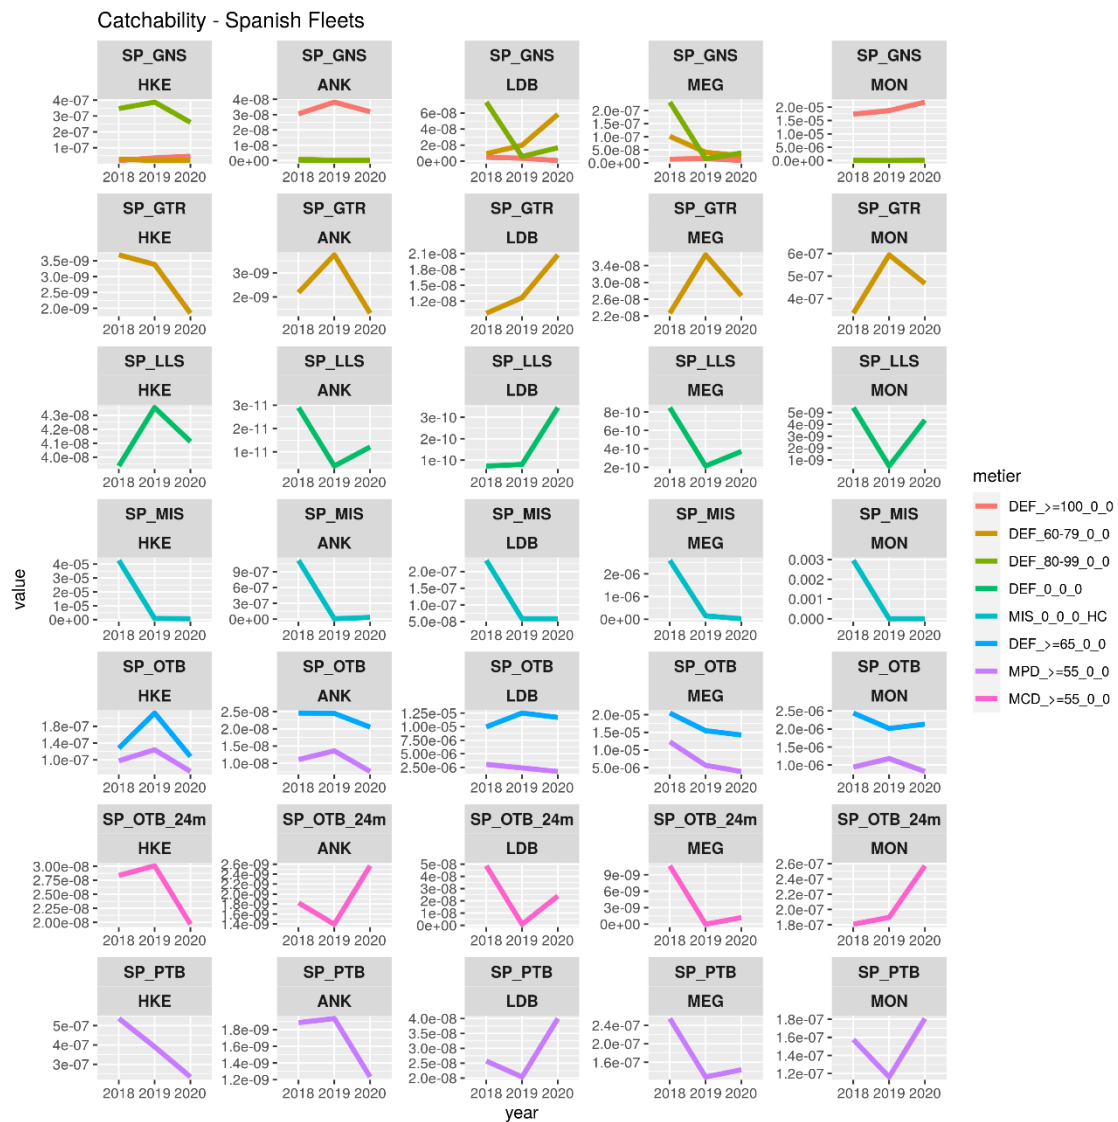 Catchability - Spanish Fleets
SP_GNS SP_GNS SP_GNS SP_GNS SP_GNS
HKE ANK LDB MEG MON
4e-07
3e-07
2e-07
1e-07
4e-08
3e-08
2e-08
1e-08
0e+00
6e-08
4e-08
2e-08
0e+00
2.0e-07
1.5e-07
1.0e-07
5.0e-08
0.0e+00
2.0e-05
1.5e-05
1.0e-05
5.0e-06
0.0e+00
2018 2019 2020 2018 2019 2020 2018 2019 2020 2018 2019 2020 2018 2019 2020
SP_GTR SP_GTR SP_GTR SP_GTR SP_GTR
HKE ANK LDB MEG MON
3.5e-09
3.0e-09
2.5e-09
2.0e-09
3e-09
2e-09
2.1e-08
1.8e-08
1.5e-08
1.2e-08
3.4e-08
3.0e-08
2.6e-08
2.2e-08
6e-07
5e-07
4e-07
2018 2019 2020 2018 2019 2020 2018 2019 2020 2018 2019 2020 2018 2019 2020
SP_LLS SP_LLS SP_LLS SP_LLS SP_LLS
HKE ANK LDB MEG MON
4.3e-08
4.2e-08
4.1e-08
4.0e-08
3e-11
2e-11
1e-11
3e-10
2e-10
1e-10
8e-10
6e-10
4e-10
2e-10
5e-09
4e-09
3e-09
2e-09
1e-09
2018 2019 2020 2018 2019 2020 2018 2019 2020 2018 2019 2020 2018 2019 2020
SP_MIS SP_MIS SP_MIS SP_MIS SP_MIS
HKE ANK LDB MEG MON
4e-05
3e-05
2e-05
1e-05
0e+00
9e-07
6e-07
3e-07
0e+00
2.0e-07
1.5e-07
1.0e-07
5.0e-08
2e-06
1e-06
0e+00
0.003
0.002
0.001
0.000
2018 2019 2020 2018 2019 2020 2018 2019 2020 2018 2019 2020 2018 2019 2020
SP_OTB SP_OTB SP_OTB SP_OTB SP_OTB
HKE ANK LDB MEG MON
1.8e-07
1.4e-07
1.0e-07
2.5e-08
2.0e-08
1.5e-08
1.0e-08
1.25e-05
1.00e-05
7.50e-06
5.00e-06
2.50e-06
2.0e-05
1.5e-05
1.0e-05
5.0e-06
2.5e-06
2.0e-06
1.5e-06
1.0e-06
2018 2019 2020 2018 2019 2020 2018 2019 2020 2018 2019 2020 2018 2019 2020
SP_OTB_24m SP_OTB_24m SP_OTB_24m SP_OTB_24m SP_OTB_24m
HKE ANK LDB MEG MON
3.00e-08
2.75e-08
2.50e-08
2.25e-08
2.00e-08
2.6e-09
2.4e-09
2.2e-09
2.0e-09
1.8e-09
1.6e-09
1.4e-09
5e-08
4e-08
3e-08
2e-08
1e-08
0e+00
9e-09
6e-09
3e-09
0e+00
2.6e-07
2.4e-07
2.2e-07
2.0e-07
1.8e-07
2018 2019 2020 2018 2019 2020 2018 2019 2020 2018 2019 2020 2018 2019 2020
SP_PTB SP_PTB SP_PTB SP_PTB SP_PTB
HKE ANK LDB MEG MON
5e-07
4e-07
3e-07
1.8e-09
1.6e-09
1.4e-09
1.2e-09
4.0e-08
3.5e-08
3.0e-08
2.5e-08
2.0e-08
2.4e-07
2.0e-07
1.6e-07
1.8e-07
1.6e-07
1.4e-07
1.2e-07
2018 2019 2020 2018 2019 2020 2018 2019 2020 2018 2019 2020 2018 2019 2020
value
year
metier
DEF_>=100_0_0
DEF_60-79_0_0
DEF_80-99_0_0
DEF_0_0_0
MIS_0_0_0_HC
DEF_>=65_0_0
MPD_>=55_0_0
MCD_>=55_0_0